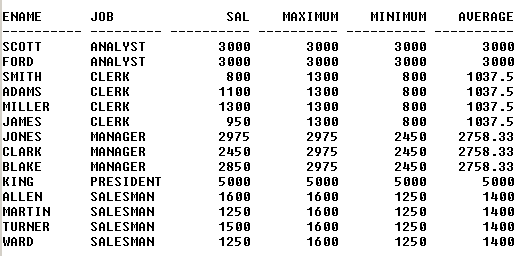 ENAME JOB SAL MAXIMUM MINIMUM AVERAGE
---------- --------- ---------- ---------- ---------- ----------
SCOTT ANALYST 3000 3000 3000 3000
FORD ANALYST 3000 3000 3000 3000
SMITH CLERK 800 1300 800 1037.5
ADAMS CLERK 1100 1300 800 1037.5
MILLER CLERK 1300 1300 800 1037.5
JAMES CLERK 950 1300 800 1037.5
JONES MANAGER 2975 2975 2450 2758.33
CLARK MANAGER 2450 2975 2450 2758.33
BLAKE MANAGER 2850 2975 2450 2758.33
KING PRESIDENT 5000 5000 5000 5000
ALLEN SALESMAN 1600 1600 1250 1400
MARTIN SALESMAN 1250 1600 1250 1400
TURNER SALESMAN 1500 1600 1250 1400
WARD SALESMAN 1250 1600 1250 1400